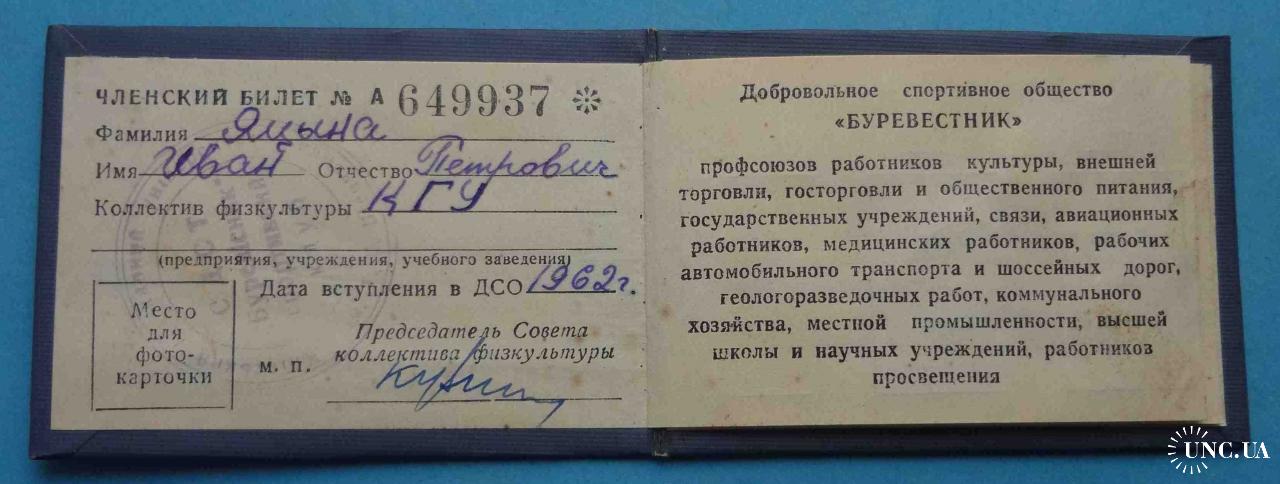 ЧЛЕНСКИЙ БИЛЕТ № А 649937
Фамилия Ямына
Имя Иван Отчество Петрович
Коллектив физкультуры КГУ
(предприятия, учреждения, учебного заведения)
Дата вступления в ДСО 1962 г.
Место
для
фото-
карточки
Председатель Совета
коллектива физкультуры
м. п.
Добровольное спортивное общество
«БУРЕВЕСТНИК»
профсоюзов работников культуры, внешней
торговли, госторговли и общественного питания,
государственных учреждений, связи, авиационных
работников, медицинских работников, рабочих
автомобильного транспорта и шоссейных дорог,
геологоразведочных работ, коммунального
хозяйства, местной промышленности, высшей
школы и научных учреждений, работников
просвещения
UNC.UA